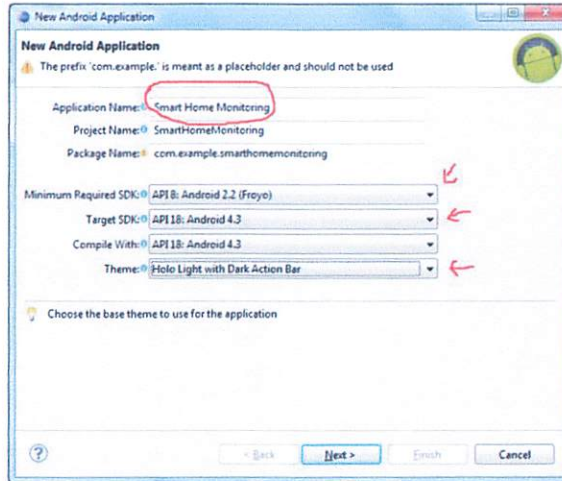 New Android Application
New Android Application
The prefix 'com.example.' is meant as a placeholder and should not be used
Application Name: Smart Home Monitoring
Project Name: SmartHomeMonitoring
Package Name: com.example.smarthomemonitoring
Minimum Required SDK: API 8: Android 2.2 (Froyo)
Target SDK: API 18: Android 4.3
Compile With: API 18: Android 4.3
Theme: Holo Light with Dark Action Bar
Choose the base theme to use for the application
? < Back Next > Finish Cancel